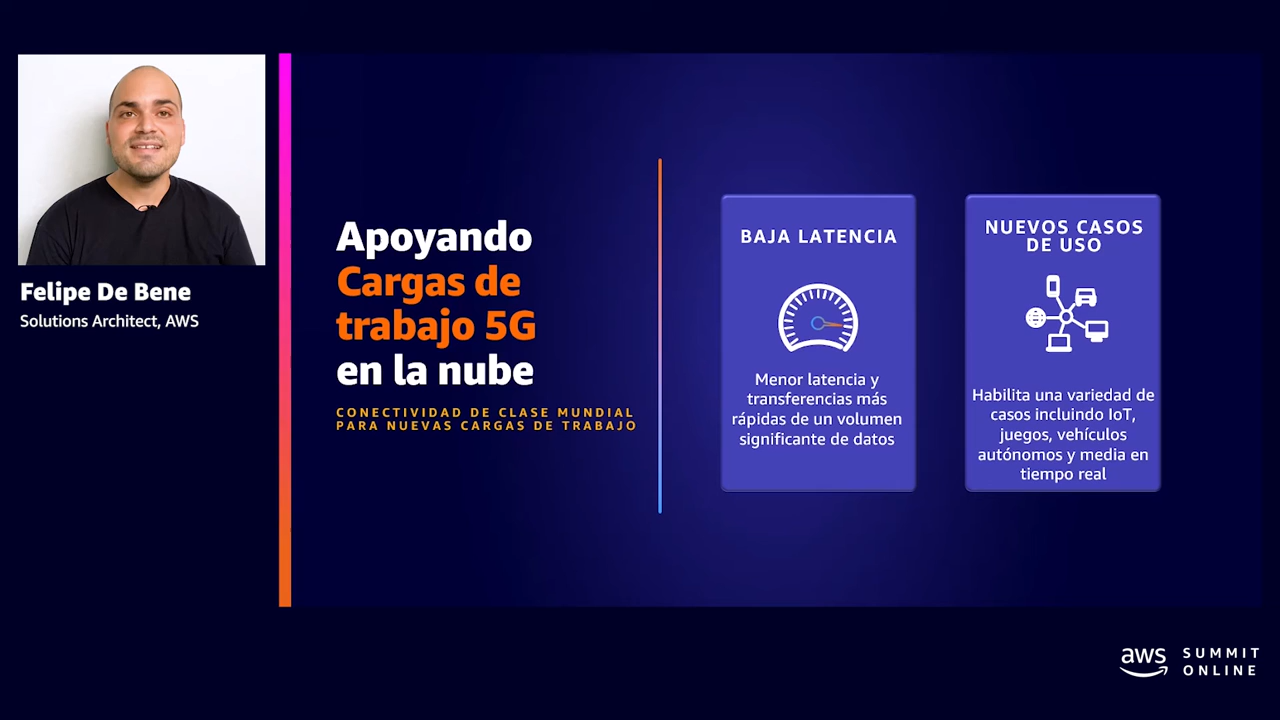 Felipe De Bene
Solutions Architect, AWS
Apoyando
Cargas de
trabajo 5G
en la nube
CONECTIVIDAD DE CLASE MUNDIAL
PARA NUEVAS CARGAS DE TRABAJO
BAJA LATENCIA
Menor latencia y
transferencias más
rápidas de un volumen
significante de datos
NUEVOS CASOS
DE USO
Habilita una variedad de
casos incluindo IoT,
juegos, vehículos
autónomos y media en
tiempo real
aws
SUMMIT
ONLINE